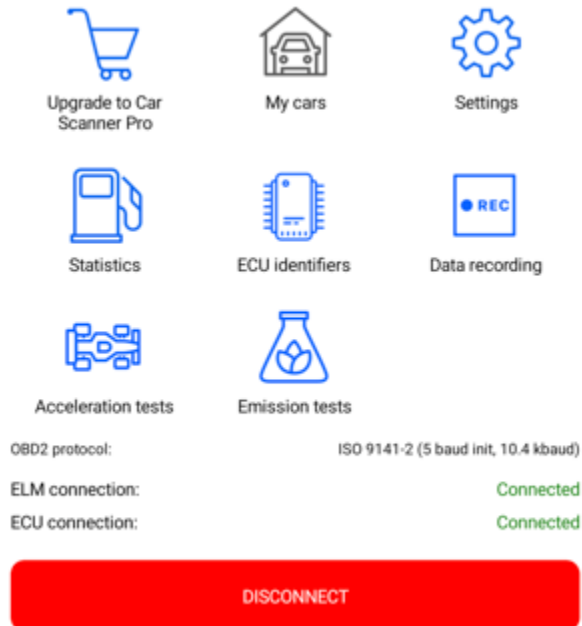 Upgrade to Car
Scanner Pro
My cars
Settings
Statistics
ECU identifiers
REC
Data recording
Acceleration tests
Emission tests
OBD2 protocol: ISO 9141-2 (5 baud init, 10.4 kbaud)
ELM connection: Connected
ECU connection: Connected
DISCONNECT